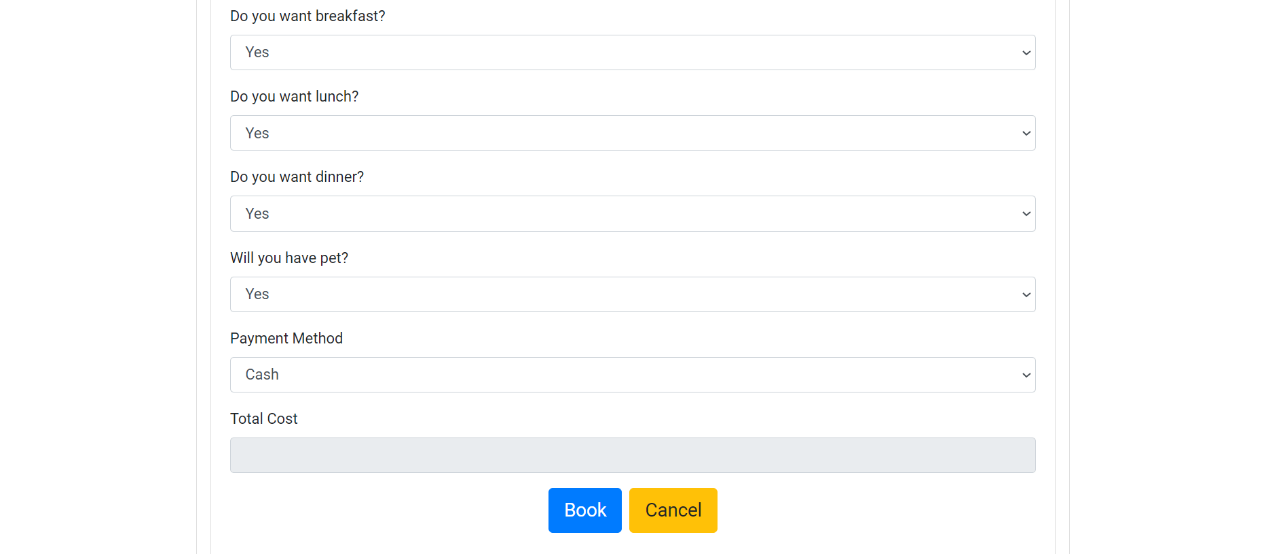 Do you want breakfast?
Yes
Do you want lunch?
Yes
Do you want dinner?
Yes
Will you have pet?
Yes
Payment Method
Cash
Total Cost
Book Cancel